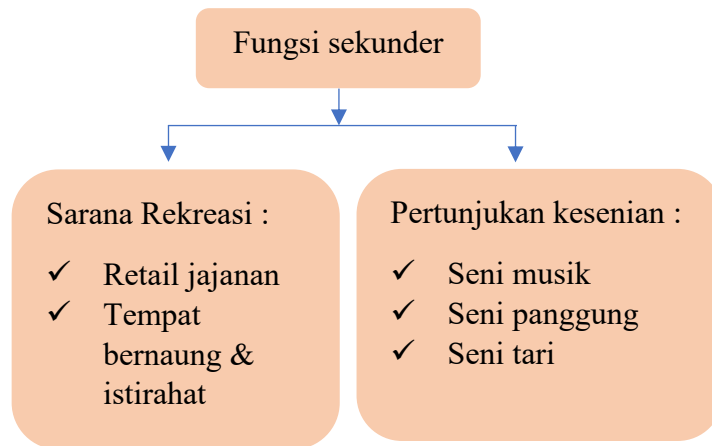 Fungsi sekunder
Sarana Rekreasi :
✓ Retail jajanan
✓ Tempat
bernaung &
istirahat
Pertunjukan kesenian :
✓ Seni musik
✓ Seni panggung
✓ Seni tari